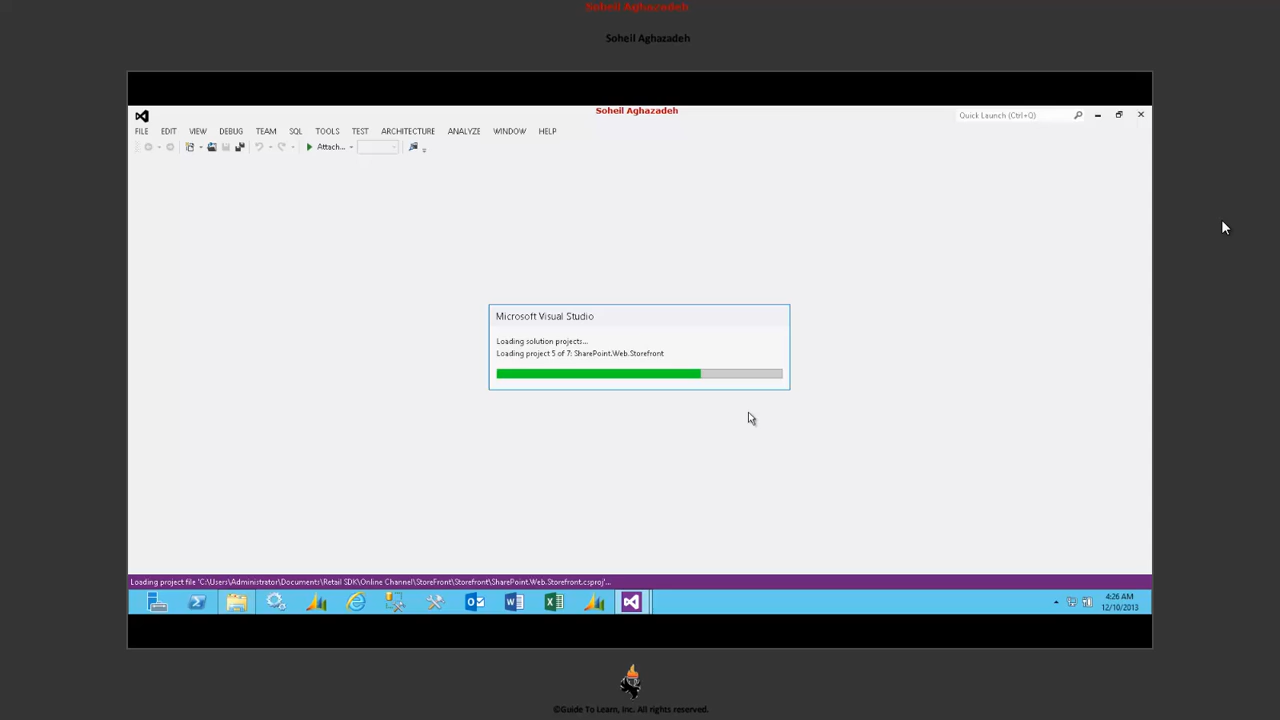 Soheil Aghazadeh
Soheil Aghazadeh
Soheil Aghazadeh
Quick Launch (Ctrl+Q)
FILE EDIT VIEW DEBUG TEAM SQL TOOLS TEST ARCHITECTURE ANALYZE WINDOW HELP
Attach...
Microsoft Visual Studio
Loading solution projects...
Loading project 5 of 7: SharePoint.Web.Storefront
Loading project file 'C:\Users\Administrator\Documents\Retail SDK\Online Channel\StoreFront\Storefront\SharePoint.Web.Storefront.csproj'...
4:26 AM
12/10/2013
©Guide To Learn, Inc. All rights reserved.